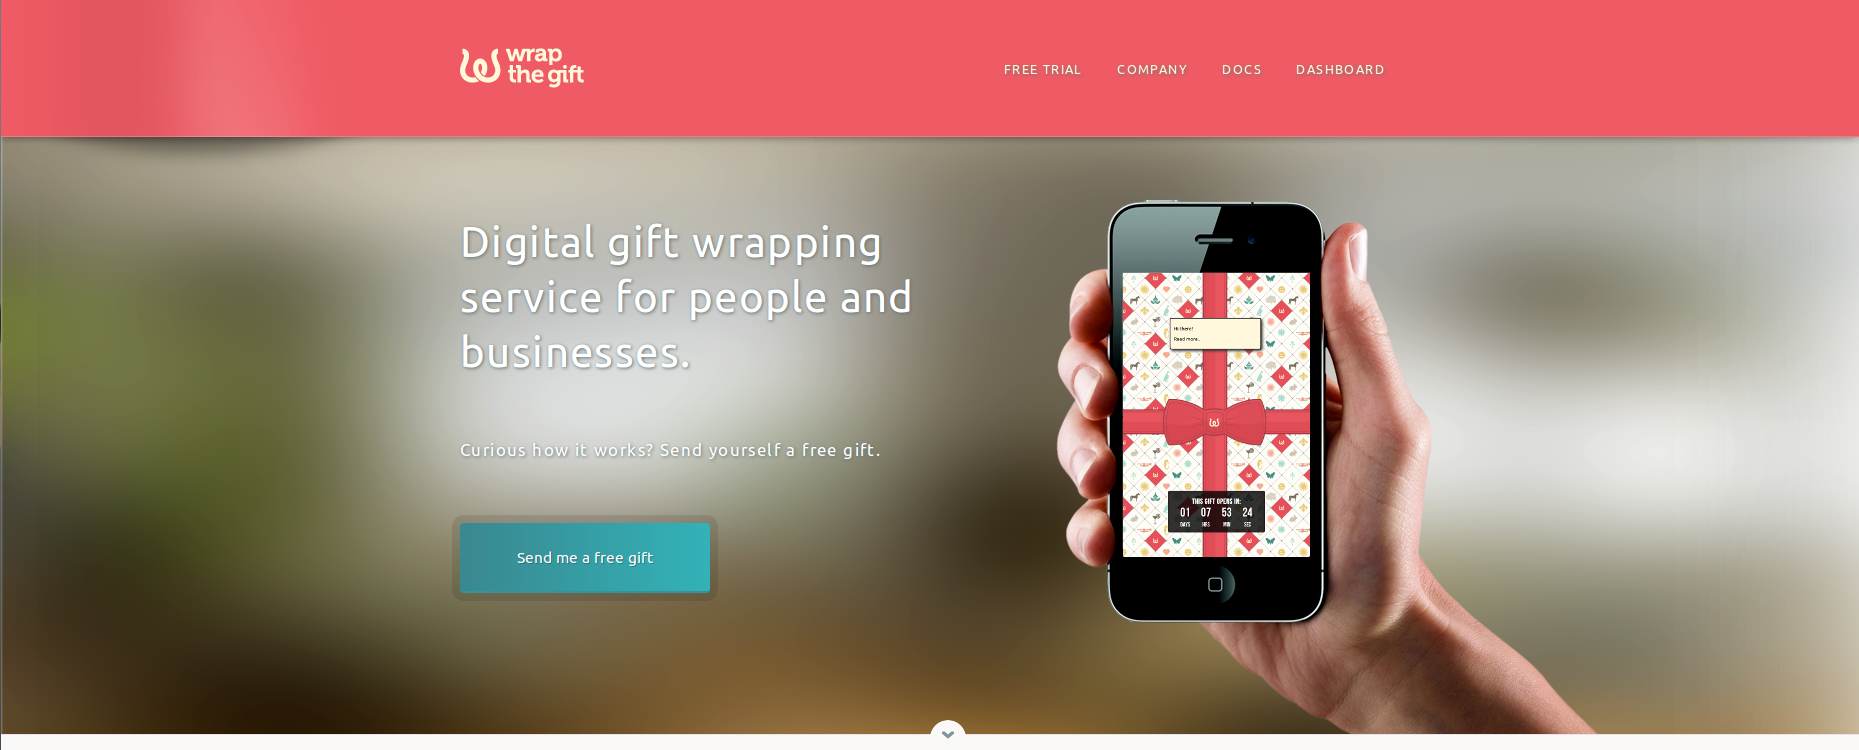 wrap
the gift
FREE TRIAL COMPANY DOCS DASHBOARD
Digital gift wrapping
service for people and
businesses.
Curious how it works? Send yourself a free gift.
Send me a free gift
Hi there!
Read more..
THIS GIFT OPENS IN:
01 07 53 24
DAYS HRS MIN SEC